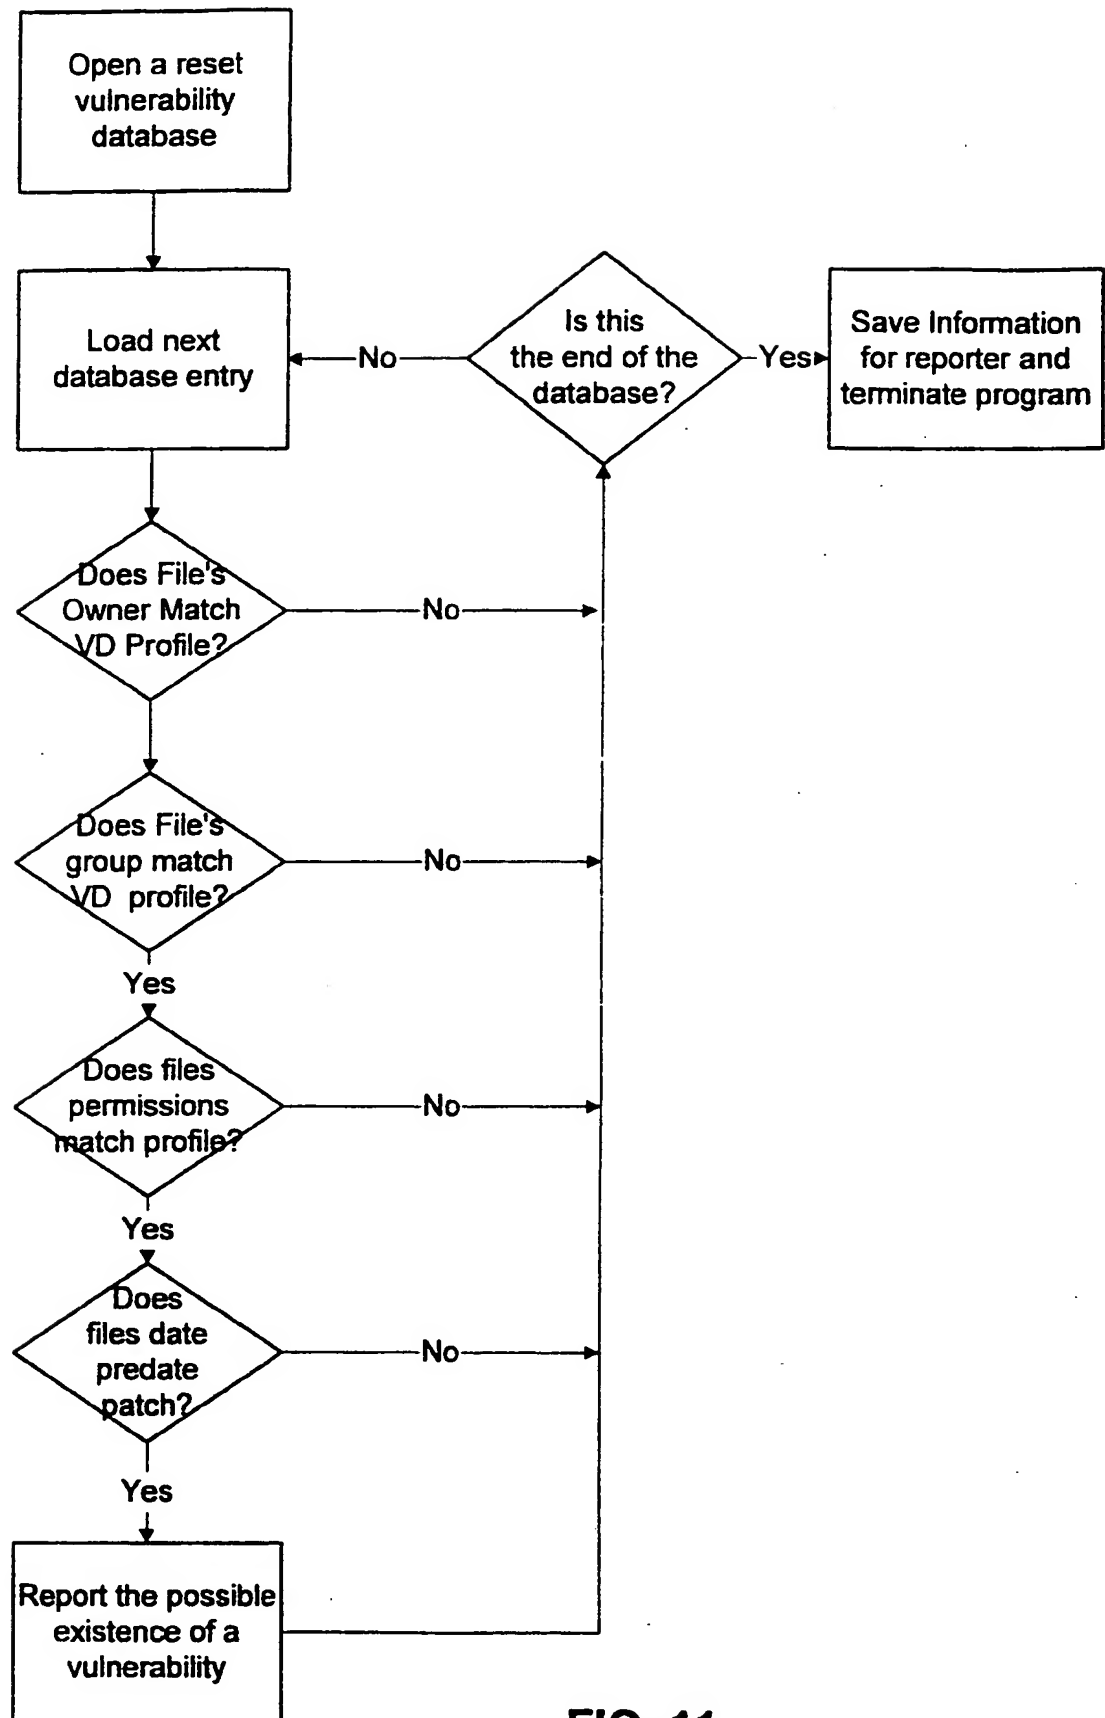 Open a reset
vulnerability
database
Load next
database entry
No
Is this
the end of the
database?
Yes
Save Information
for reporter and
terminate program
Does File's
Owner Match
VD Profile?
No
Does File's
group match
VD profile?
No
Yes
Does files
permissions
match profile?
No
Yes
Does
files date
predate
patch?
No
Yes
Report the possible
existence of a
vulnerability
FIG. 11